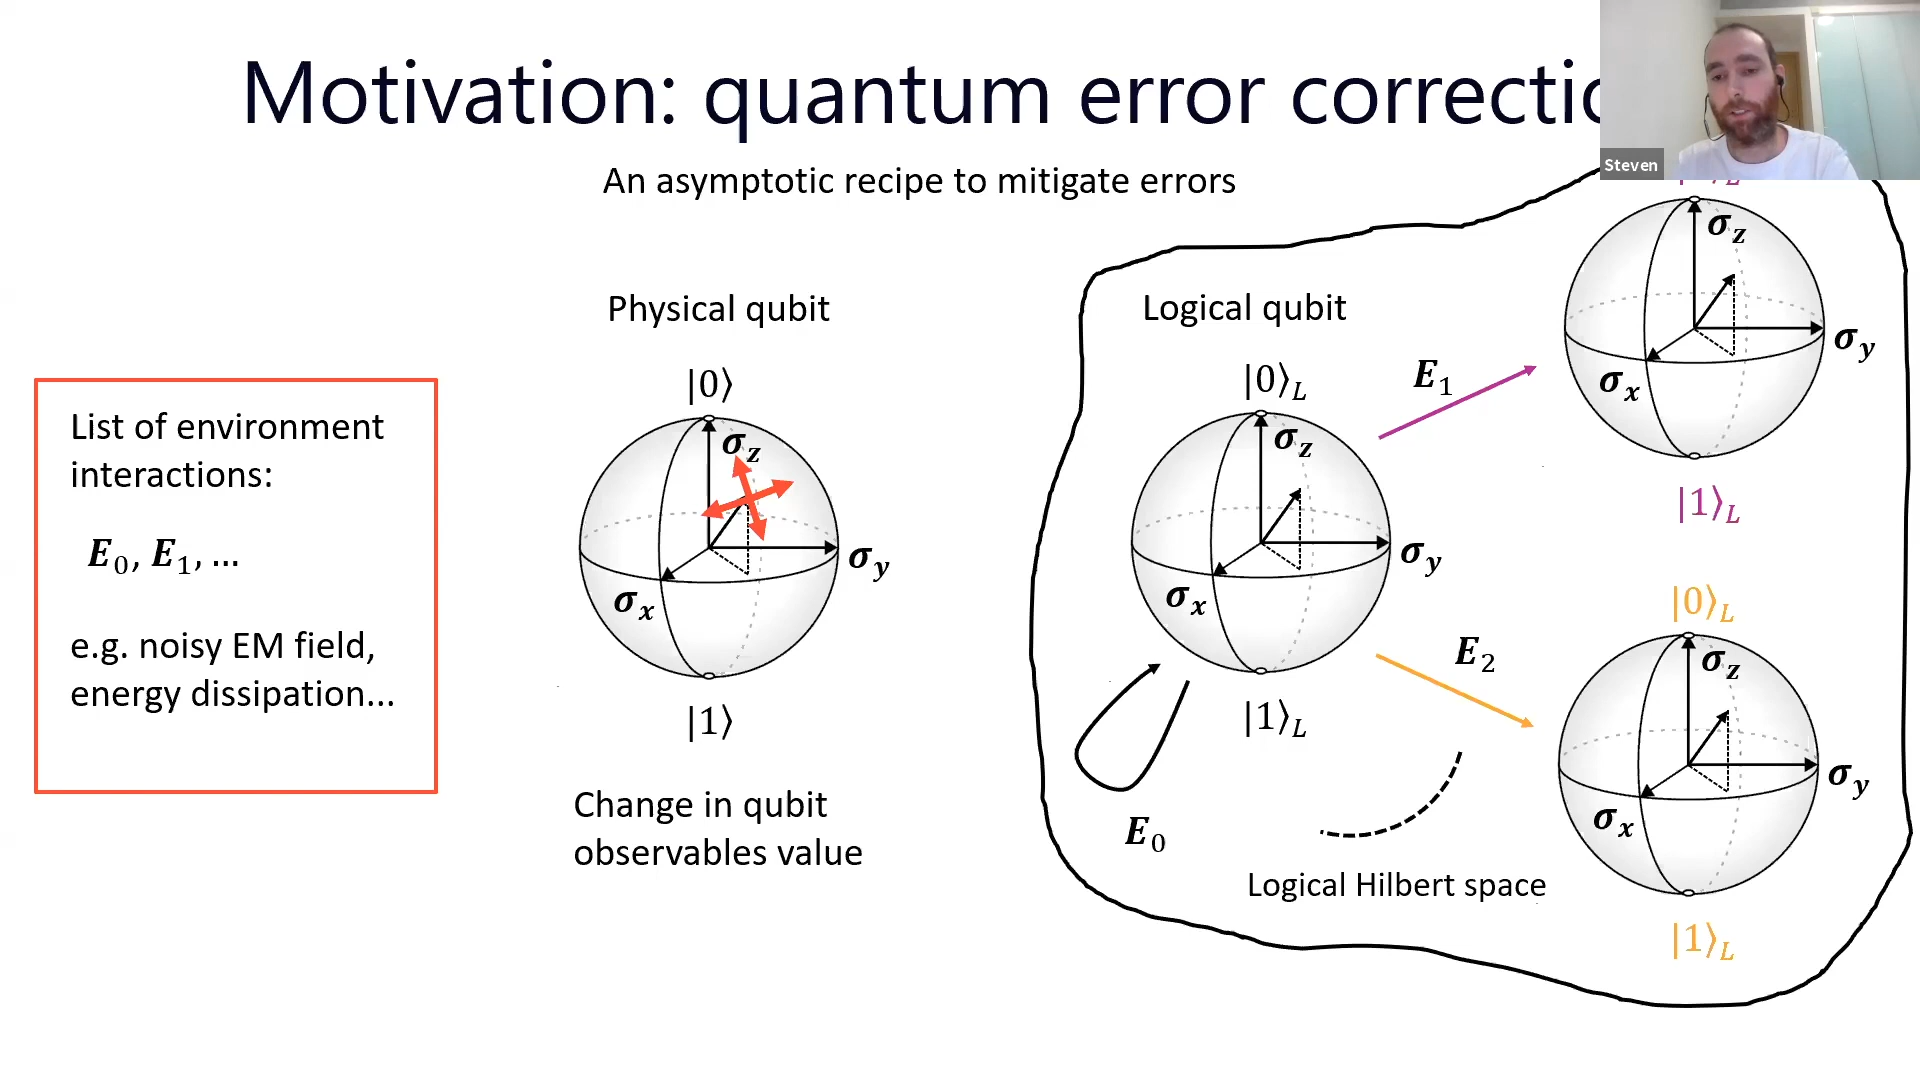 Motivation: quantum error
Steven
An asymptotic recipe to mitigate errors
List of environment
interactions:
E₀, E₁, ...
e.g. noisy EM field,
energy dissipation...
Physical qubit
|0⟩
σz
σy
σx
|1⟩
Change in qubit
observables value
Logical qubit
|0⟩L
σz
σy
σx
|1⟩L
E₀
E₁
E₂
Logical Hilbert space
σz
σy
σx
|1⟩L
|0⟩L
σz
σy
σx
|1⟩L